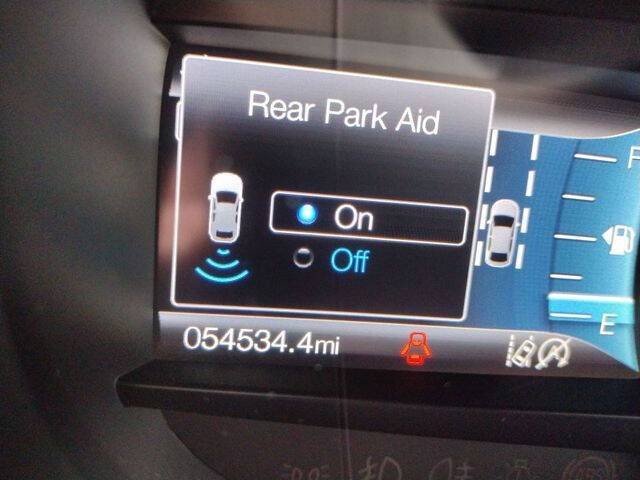 Rear Park Aid
On
Off
F
E
054534.4mi